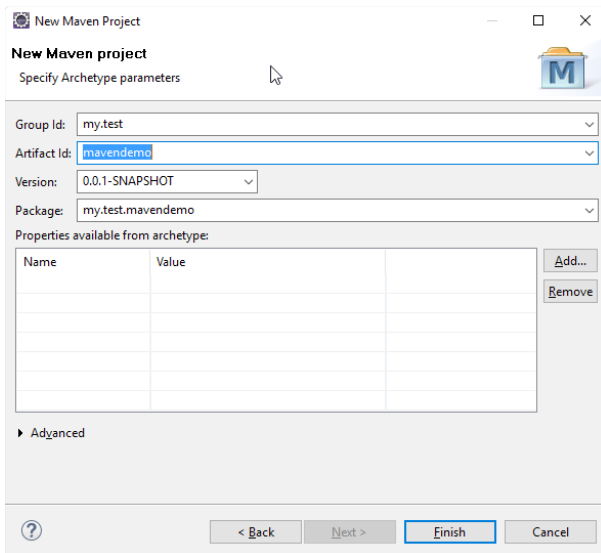 New Maven Project
New Maven project
Specify Archetype parameters
M
Group Id: my.test
Artifact Id: mavendemo
Version: 0.0.1-SNAPSHOT
Package: my.test.mavendemo
Properties available from archetype:
Name Value
Add...
Remove
Advanced
? < Back Next > Finish Cancel